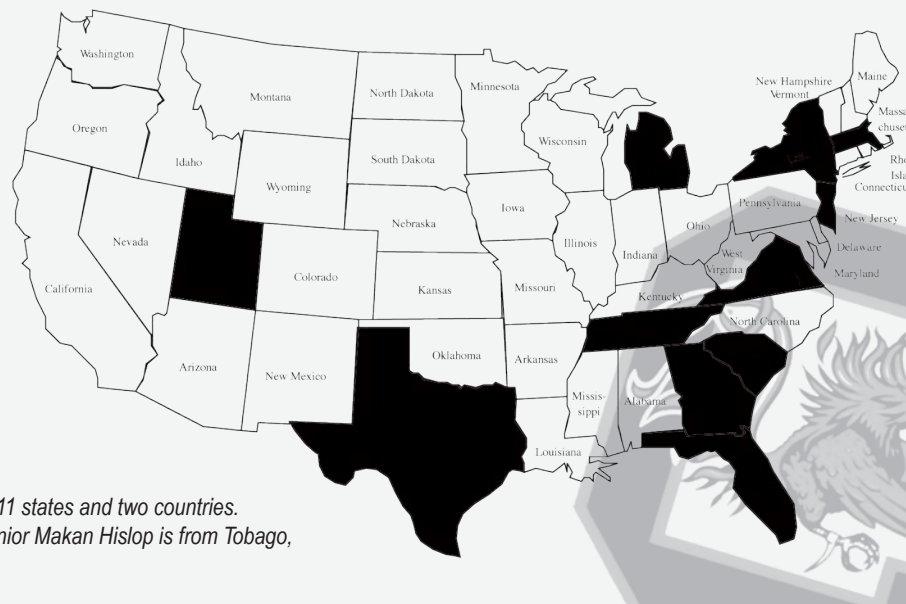 Washington
Maine
Minnesota
New Hampshire
Vermont
North Dakota
Montana
Massa
chuset
Oregon
Wisconsin
South Dakota
Idaho
Rho
Isla
Wyoming
Connecticu
Pennsylvania
Iowa
Nebraska
New Jersey
Ohio
Nevada
Illinois
Indiana
Delaware
West
Virginia
Maryland
Colorado
California
Kansas
Missouri
Kentucky
North Carolina
Oklahoma
Arkansas
Arizona
New Mexico
Missis-
sippi
Alabama
Louisiana
11 states and two countries.
nior Makan Hislop is from Tobago,